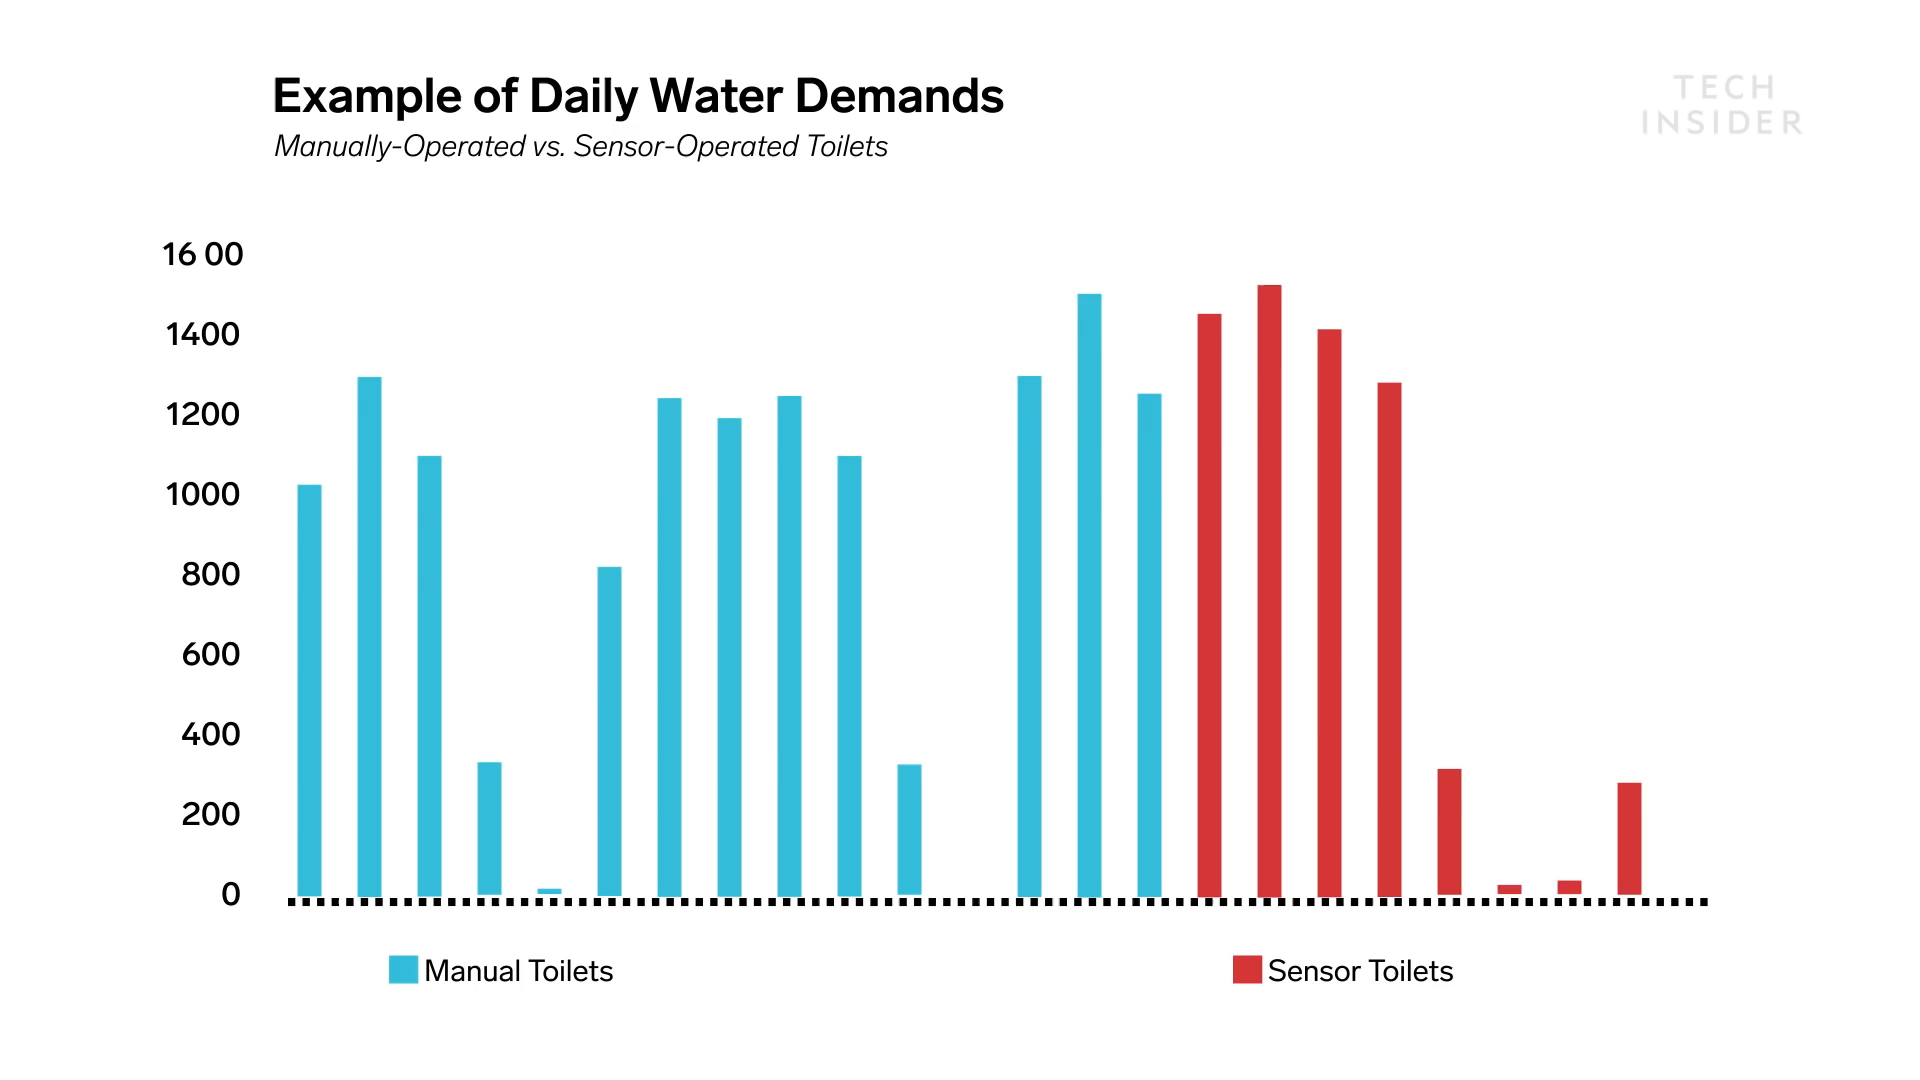 Example of Daily Water Demands
Manually-Operated vs. Sensor-Operated Toilets
TECH
INSIDER
16 00
1400
1200
1000
800
600
400
200
0
Manual Toilets
Sensor Toilets